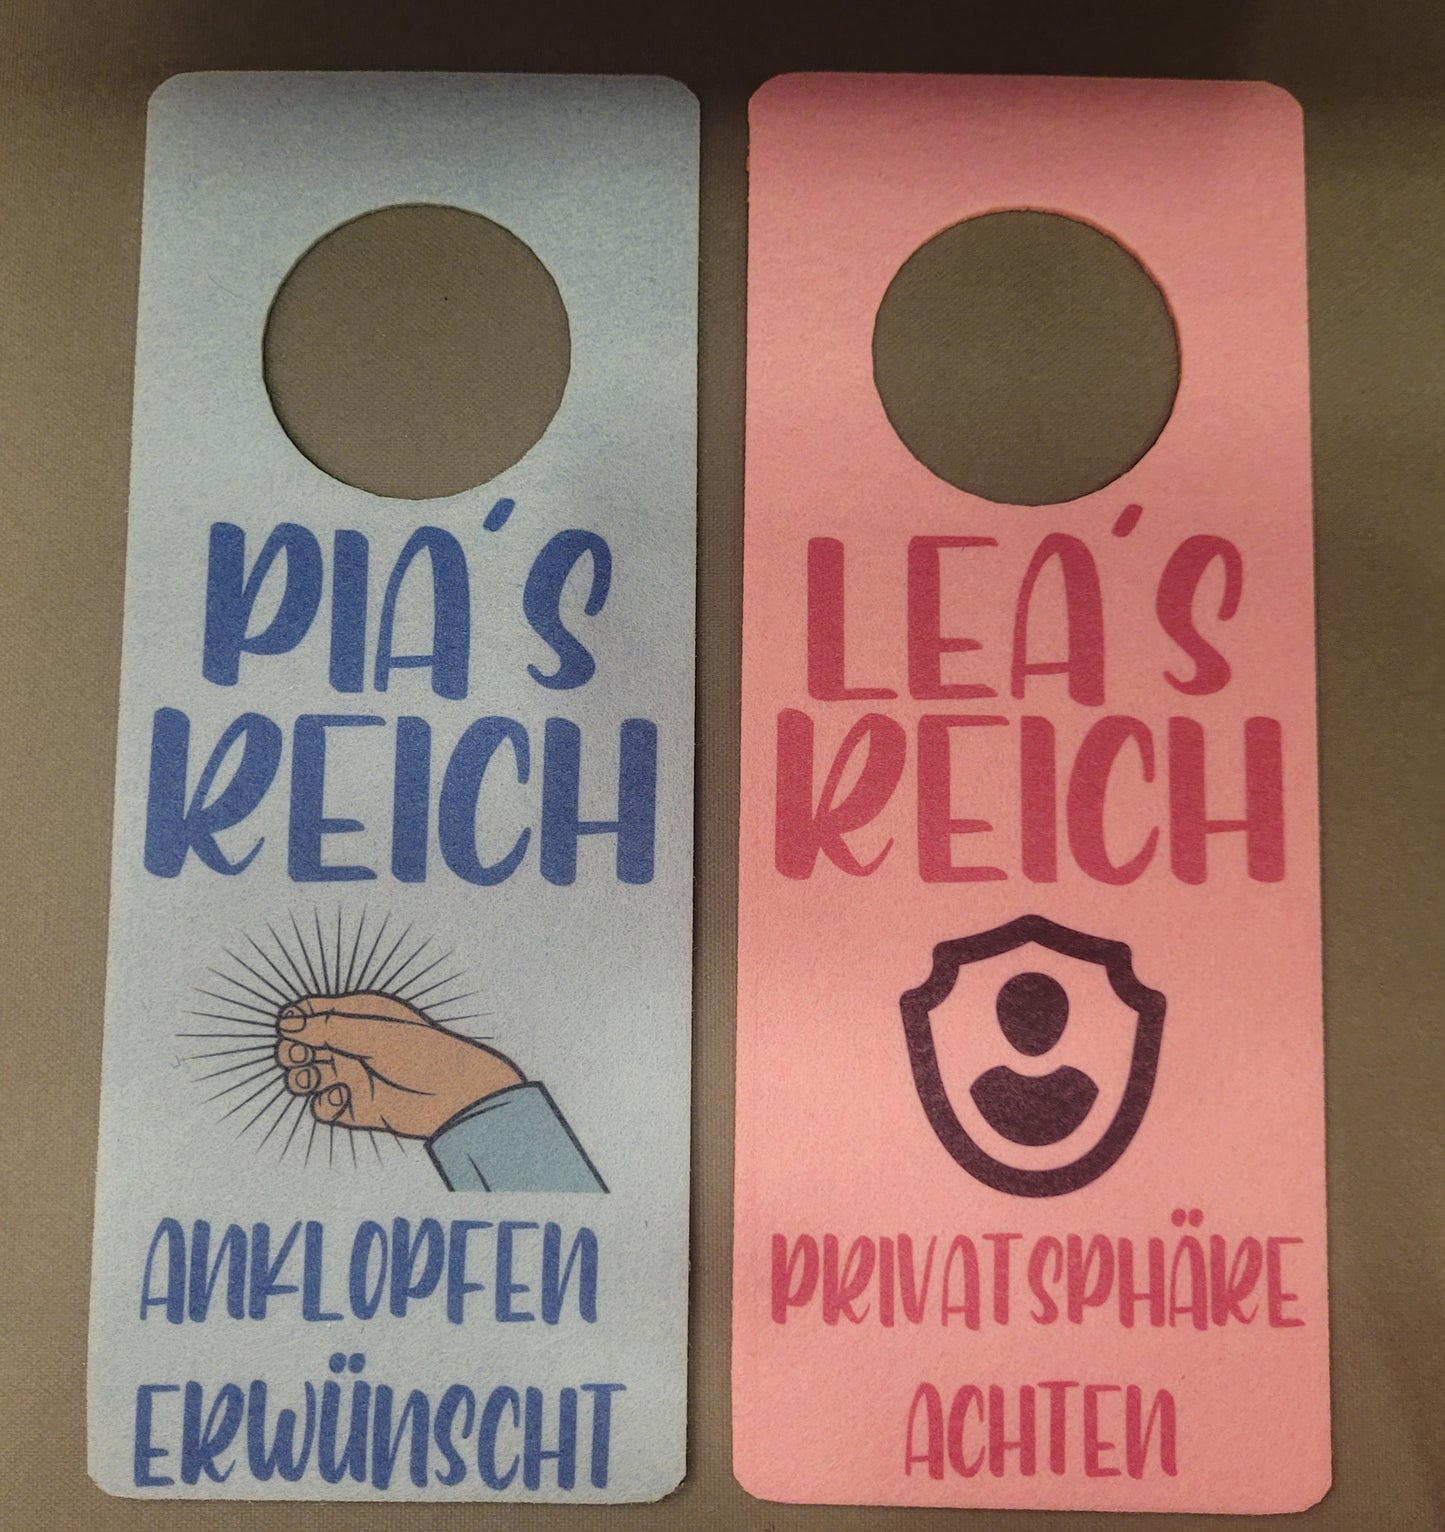 PIA´S
REICH
ANKLOPFEN
ERWÜNSCHT
LEA´S
REICH
PRIVATSPHÄRE
ACHTEN